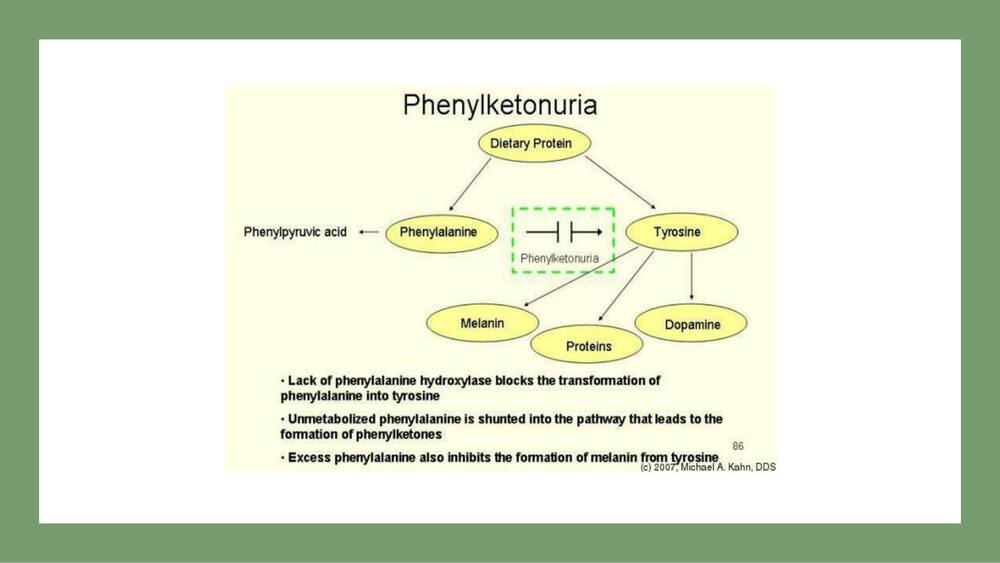 Phenylketonuria
Dietary Protein
Phenylpyruvic acid
Phenylalanine
Phenylketonuria
Tyrosine
Melanin
Proteins
Dopamine
· Lack of phenylalanine hydroxylase blocks the transformation of
phenylalanine into tyrosine
· Unmetabolized phenylalanine is shunted into the pathway that leads to the
formation of phenylketones
· Excess phenylalanine also inhibits the formation of melanin from tyrosine
86
(c) 2007, Michael A. Kahn, DDS